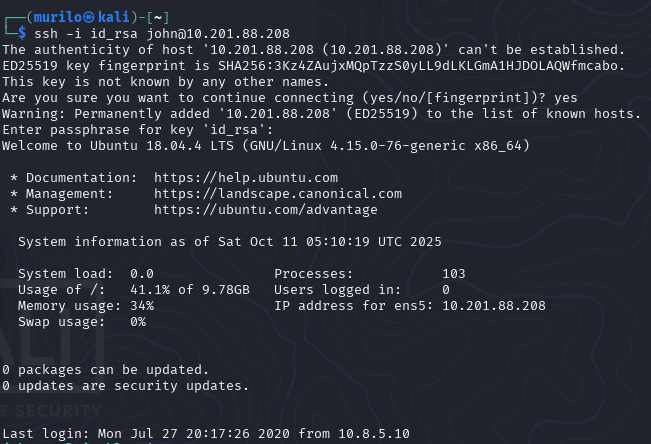 ┌──(murilo㉿kali)-[~]
└─$ ssh -i id_rsa john@10.201.88.208
The authenticity of host '10.201.88.208 (10.201.88.208)' can't be established.
ED25519 key fingerprint is SHA256:3Kz4ZAujxMQpTzzS0yLL9dLKLGmA1HJDOLAQWfmcabo.
This key is not known by any other names.
Are you sure you want to continue connecting (yes/no/[fingerprint])? yes
Warning: Permanently added '10.201.88.208' (ED25519) to the list of known hosts.
Enter passphrase for key 'id_rsa':
Welcome to Ubuntu 18.04.4 LTS (GNU/Linux 4.15.0-76-generic x86_64)
 * Documentation:  https://help.ubuntu.com
 * Management:     https://landscape.canonical.com
 * Support:        https://ubuntu.com/advantage
  System information as of Sat Oct 11 05:10:19 UTC 2025
  System load:  0.0               Processes:           103
  Usage of /:   41.1% of 9.78GB   Users logged in:     0
  Memory usage: 34%               IP address for ens5: 10.201.88.208
  Swap usage:   0%
0 packages can be updated.
0 updates are security updates.
Last login: Mon Jul 27 20:17:26 2020 from 10.8.5.10